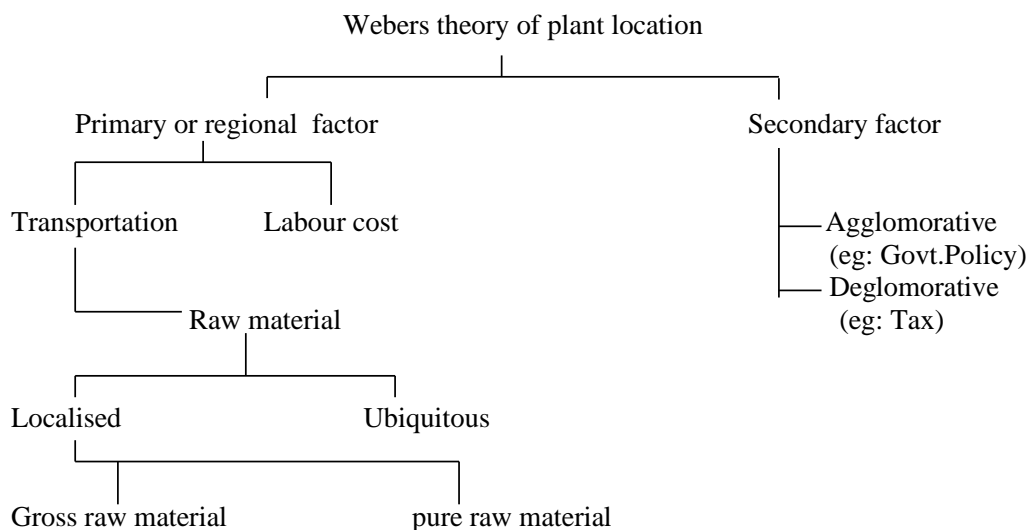 Webers theory of plant location
Primary or regional factor
Secondary factor
Transportation
Labour cost
Agglomorative
(eg: Govt.Policy)
Deglomorative
(eg: Tax)
Raw material
Localised
Ubiquitous
Gross raw material
pure raw material